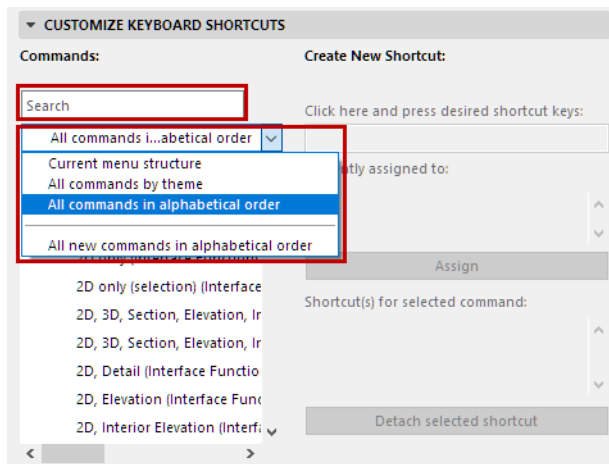 CUSTOMIZE KEYBOARD SHORTCUTS
Commands:
Search
All commands i...abetical order
Current menu structure
All commands by theme
All commands in alphabetical order
All new commands in alphabetical order
2D only (selection) (Interface
2D, 3D, Section, Elevation, Ir
2D, 3D, Section, Elevation, Ir
2D, Detail (Interface Functio
2D, Elevation (Interface Func
2D, Interior Elevation (Interfa
Create New Shortcut:
Click here and press desired shortcut keys:
assigned to:
Assign
Shortcut(s) for selected command:
Detach selected shortcut